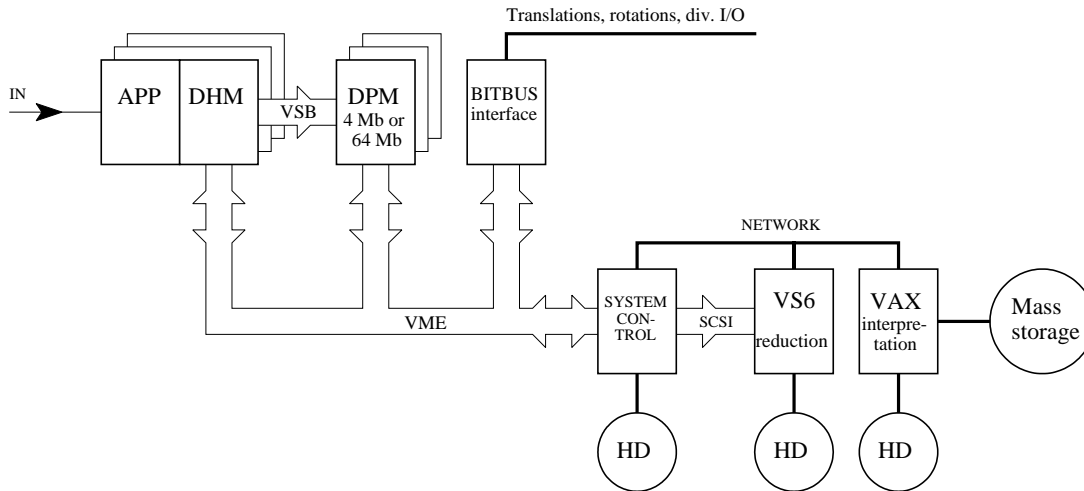 Translations, rotations, div. I/O
IN
APP
DHM
VSB
DPM
4 Mb or
64 Mb
BITBUS
interface
NETWORK
VME
SYSTEM
CON-
TROL
SCSI
VS6
reduction
VAX
interpre-
tation
Mass
storage
HD
HD
HD